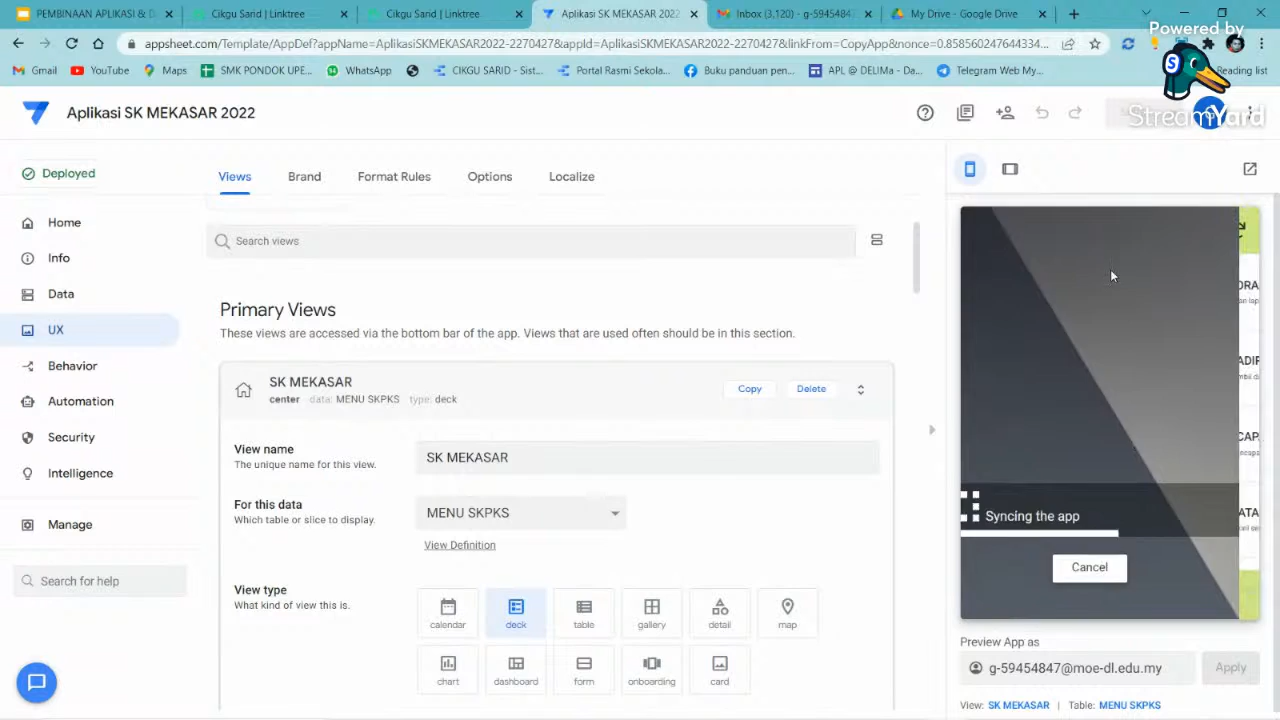 PEMBINAAN APLIKASI & D
Cikgu Sarid | Linktree
Cikgu Sarid | Linktree
Aplikasi SK MEKASAR 2022
Inbox (3,120) - g-594548
My Drive - Google Drive
appsheet.com/Template/AppDef?appName=AplikasiSKMEKASAR2022-2270427&appId=AplikasiSKMEKASAR2022-2270427&linkFrom=CopyApp&nonce=0.858560247644334...
Powered by
Gmail
YouTube
Maps
SMK PONDOK UPE...
WhatsApp
CIKGU SARID - Sist...
Portal Rasmi Sekola...
Buku panduan pen...
APL @ DELIMa - Da...
Telegram Web My...
Reading list
StreamYard
Aplikasi SK MEKASAR 2022
Deployed
Views
Brand
Format Rules
Options
Localize
Home
Info
Data
UX
Behavior
Automation
Security
Intelligence
Manage
Search for help
Search views
Primary Views
These views are accessed via the bottom bar of the app. Views that are used often should be in this section.
SK MEKASAR
center data: MENU SKPKS type: deck
Copy
Delete
View name
The unique name for this view.
SK MEKASAR
For this data
Which table or slice to display.
MENU SKPKS
View Definition
View type
What kind of view this is.
calendar
deck
table
gallery
detail
map
chart
dashboard
form
onboarding
card
Syncing the app
Cancel
Preview App as
g-59454847@moe-dl.edu.my
Apply
View: SK MEKASAR | Table: MENU SKPKS